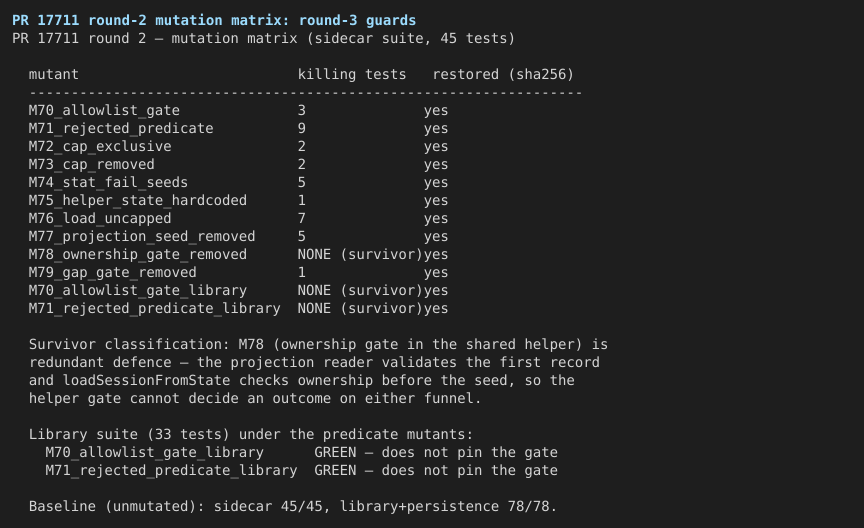 PR 17711 round-2 mutation matrix: round-3 guards
PR 17711 round 2 — mutation matrix (sidecar suite, 45 tests)
mutant killing tests restored (sha256)
------------------------------------------------------------------
M70_allowlist_gate 3 yes
M71_rejected_predicate 9 yes
M72_cap_exclusive 2 yes
M73_cap_removed 2 yes
M74_stat_fail_seeds 5 yes
M75_helper_state_hardcoded 1 yes
M76_load_uncapped 7 yes
M77_projection_seed_removed 5 yes
M78_ownership_gate_removed NONE (survivor)yes
M79_gap_gate_removed 1 yes
M70_allowlist_gate_library NONE (survivor)yes
M71_rejected_predicate_library NONE (survivor)yes
Survivor classification: M78 (ownership gate in the shared helper) is
redundant defence — the projection reader validates the first record
and loadSessionFromState checks ownership before the seed, so the
helper gate cannot decide an outcome on either funnel.
Library suite (33 tests) under the predicate mutants:
M70_allowlist_gate_library GREEN — does not pin the gate
M71_rejected_predicate_library GREEN — does not pin the gate
Baseline (unmutated): sidecar 45/45, library+persistence 78/78.